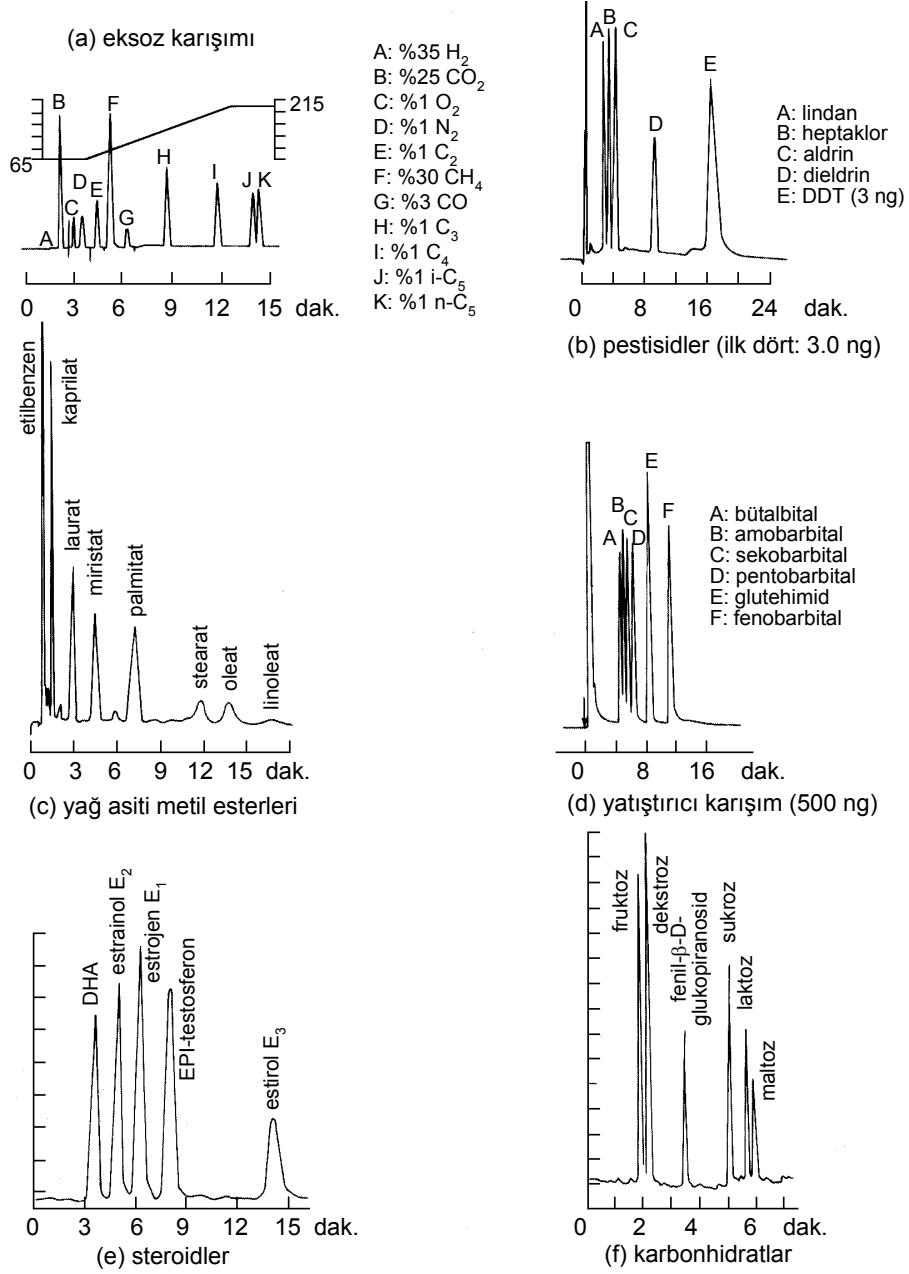 (a) eksoz karışımı
B
F
215
65
A
C
D
E
G
H
I
J K
0 3 6 9 12 15 dak.
A: %35 H₂
B: %25 CO₂
C: %1 O₂
D: %1 N₂
E: %1 C₂
F: %30 CH₄
G: %3 CO
H: %1 C₃
I: %1 C₄
J: %1 i-C₅
K: %1 n-C₅
A
B
C
D
E
A: lindan
B: heptaklor
C: aldrin
D: dieldrin
E: DDT (3 ng)
0 8 16 24 dak.
(b) pestisidler (ilk dört: 3.0 ng)
etilbenzen
kaprilat
laurat
miristat
palmitat
stearat
oleat
linoleat
0 3 6 9 12 15 dak.
(c) yağ asiti metil esterleri
A
B
C
D
E
F
A: bütalbital
B: amobarbital
C: sekobarbital
D: pentobarbital
E: glutehimid
F: fenobarbital
0 8 16
(d) yatıştırıcı karışım (500 ng)
DHA
estrainol E₂
estrojen E₁
EPI-testosferon
estirol E₃
0 3 6 9 12 15 dak.
(e) steroidler
fruktoz
dekstroz
fenil-β-D-
glukopiranosid
sukroz
laktoz
maltoz
0 2 4 6 dak.
(f) karbonhidratlar